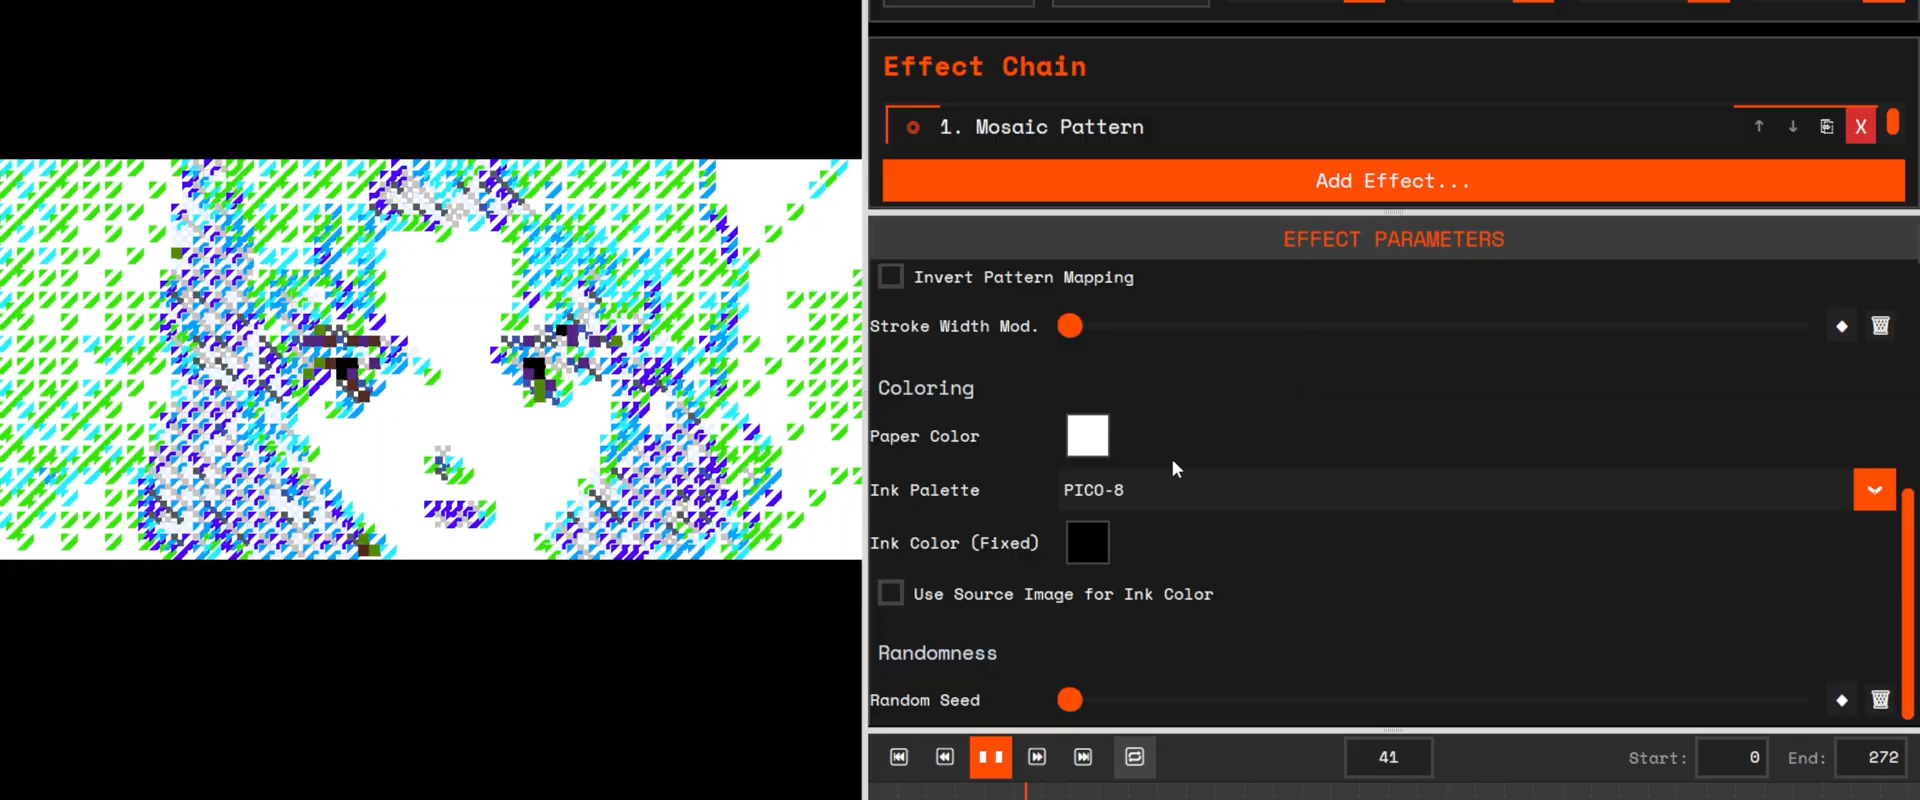 Effect Chain
1. Mosaic Pattern
X
Add Effect...
EFFECT PARAMETERS
Invert Pattern Mapping
Stroke Width Mod.
Coloring
Paper Color
Ink Palette
PICO-8
Ink Color (Fixed)
Use Source Image for Ink Color
Randomness
Random Seed
41
Start: 0 End: 272